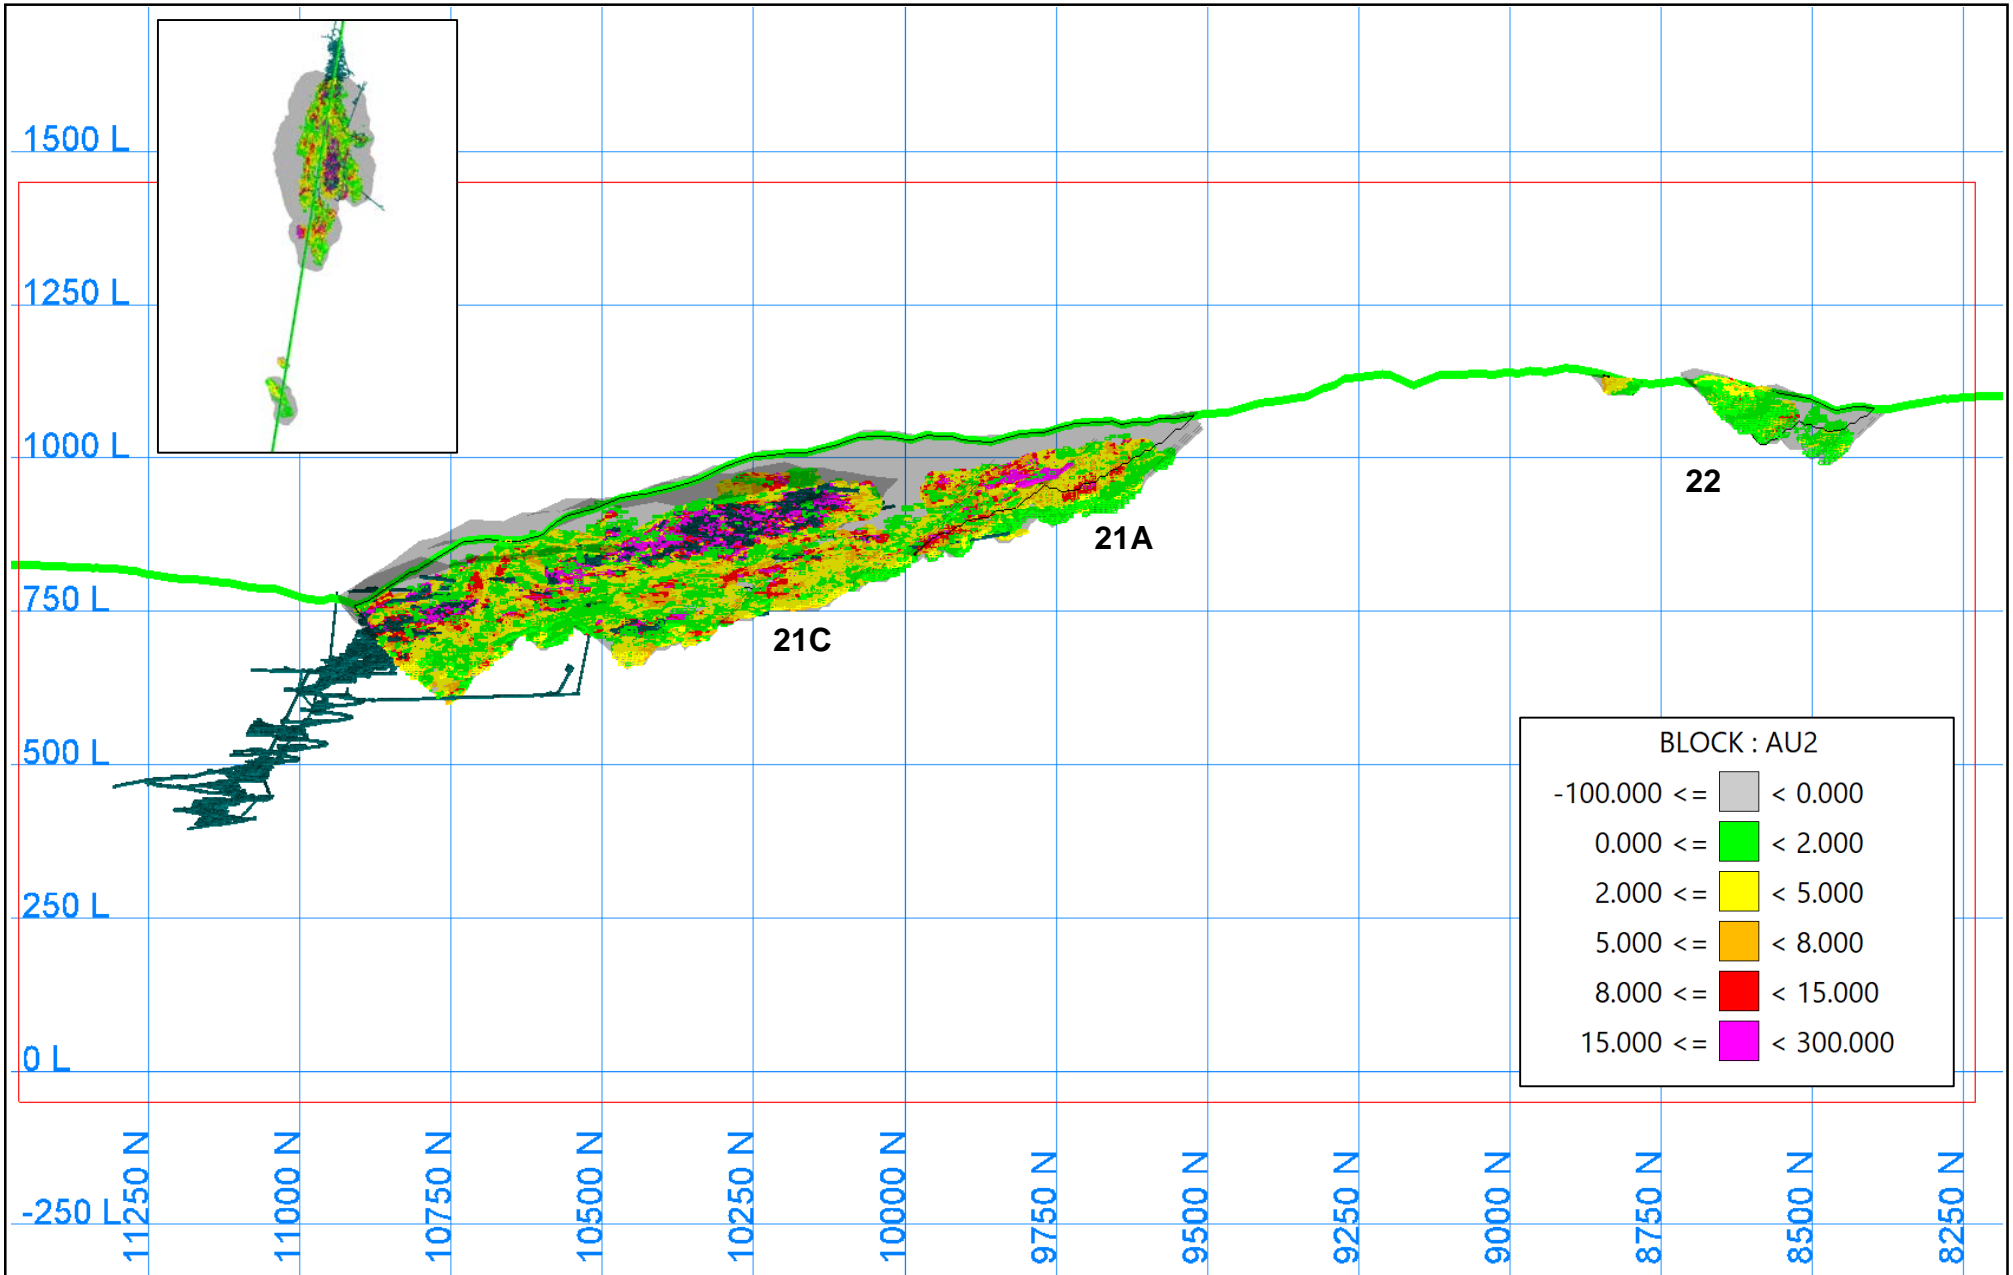 1500 L
1250 L
1000 L
750 L
500 L
250 L
0 L
-250 L
22
21A
21C
BLOCK : AU2
-100.000 <= < 0.000
0.000 <= < 2.000
2.000 <= < 5.000
5.000 <= < 8.000
8.000 <= < 15.000
15.000 <= < 300.000
11250 N
11000 N
10750 N
10500 N
10250 N
10000 N
9750 N
9500 N
9250 N
9000 N
8750 N
8500 N
8250 N